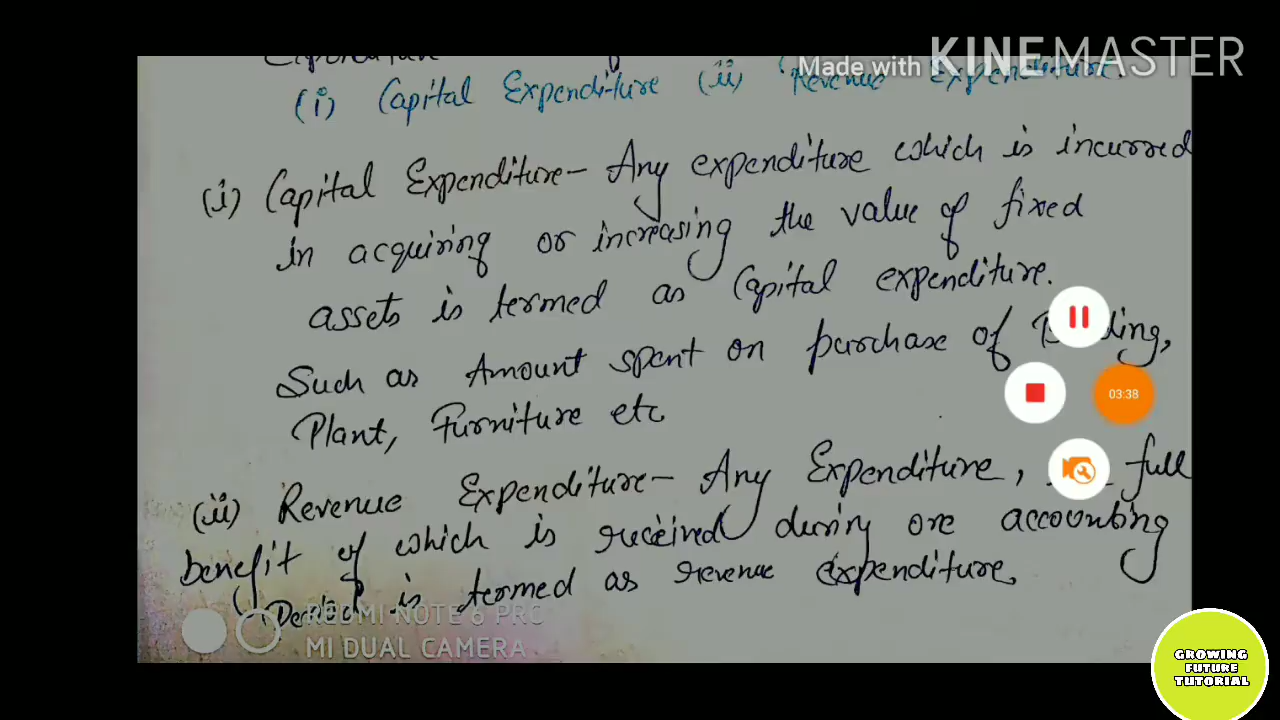 Made with KINEMASTER
Expenditure
(i) Capital Expenditure (ii) Revenue Expenditure.
(i) Capital Expenditure- Any expenditure which is incurred
in acquiring or increasing the value of fixed
assets is termed as Capital expenditure.
Such as Amount spent on purchase of
Plant, Furniture etc
03:38
(ii) Revenue Expenditure- Any Expenditure, full
benefit of which is received during one accounting
Period is termed as revenue expenditure.
REDMI NOTE 6 PRO
MI DUAL CAMERA
GROWING
FUTURE
TUTORIAL